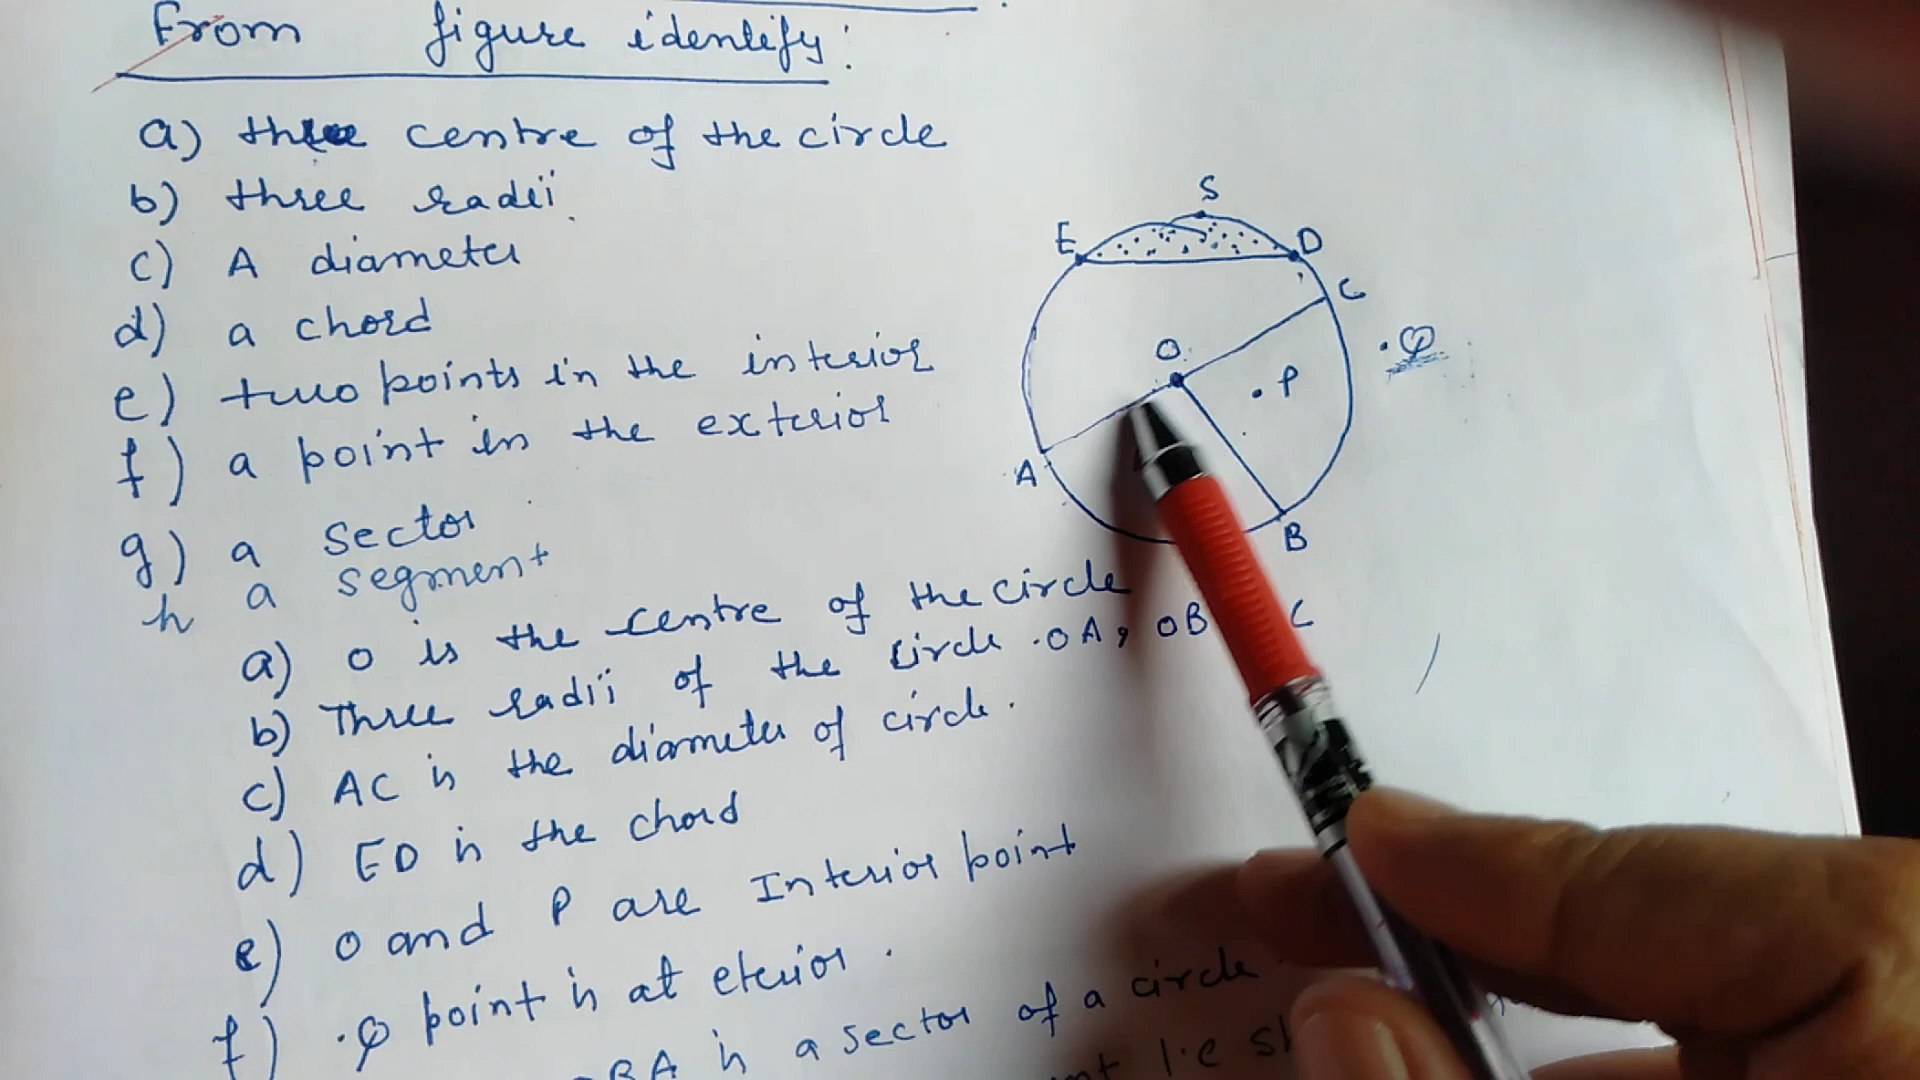 From figure identify:
a) the centre of the circle
b) three radii
c) A diameter
d) a chord
e) two points in the interior
f) a point in the exterior
g) a sector
h a segment
S
E
D
C
O
P
Q
A
B
a) O is the centre of the circle
b) Three radii of the circle . OA, OB C
c) AC is the diameter of circle.
d) ED is the chord
e) O and P are Interior point
f) .Q point is at eterior.
BA is a sector of a circle
i.e